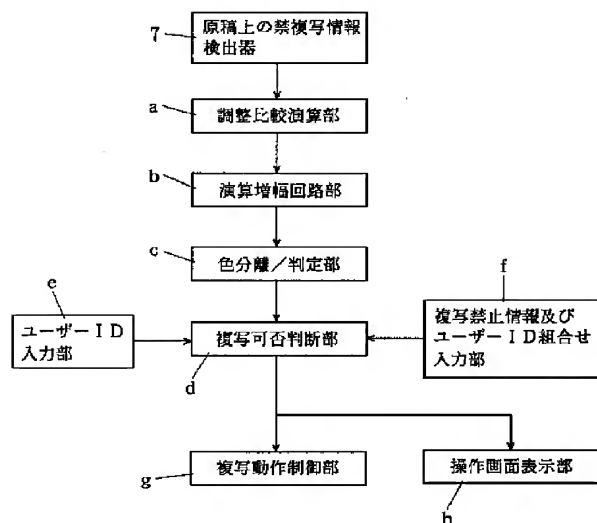 7
原稿上の禁複写情報
検出器
a
調整比較演算部
b
演算増幅回路部
c
色分離／判定部
e
ユーザーＩＤ
入力部
f
複写禁止情報及び
ユーザーＩＤ組合せ
入力部
複写可否判断部
d
複写動作制御部
g
操作画面表示部
h